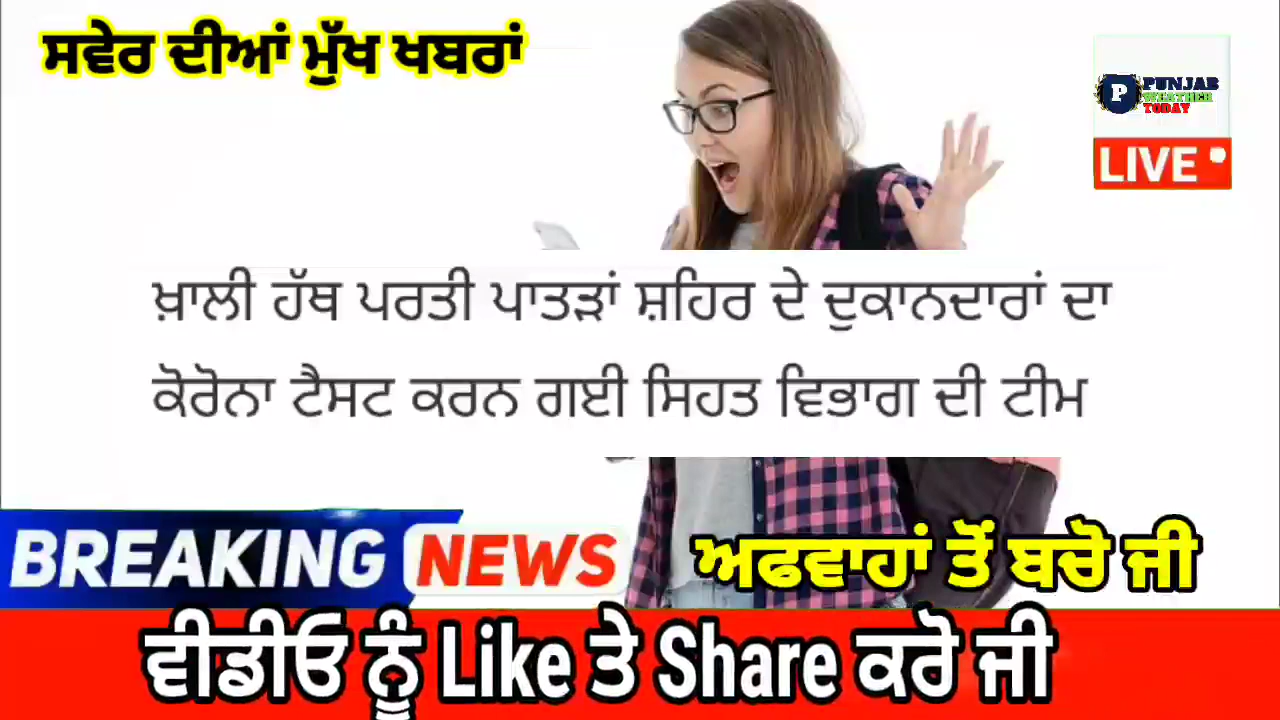 ਸਵੇਰ ਦੀਆਂ ਮੁੱਖ ਖਬਰਾਂ
P PUNJAB
WEATHER
TODAY
LIVE
ਖ਼ਾਲੀ ਹੱਥ ਪਰਤੀ ਪਾਤੜਾਂ ਸ਼ਹਿਰ ਦੇ ਦੁਕਾਨਦਾਰਾਂ ਦਾ
ਕੋਰੋਨਾ ਟੈਸਟ ਕਰਨ ਗਈ ਸਿਹਤ ਵਿਭਾਗ ਦੀ ਟੀਮ
BREAKING NEWS
ਅਫਵਾਹਾਂ ਤੋਂ ਬਚੋ ਜੀ
ਵੀਡੀਓ ਨੂੰ Like ਤੇ Share ਕਰੋ ਜੀ